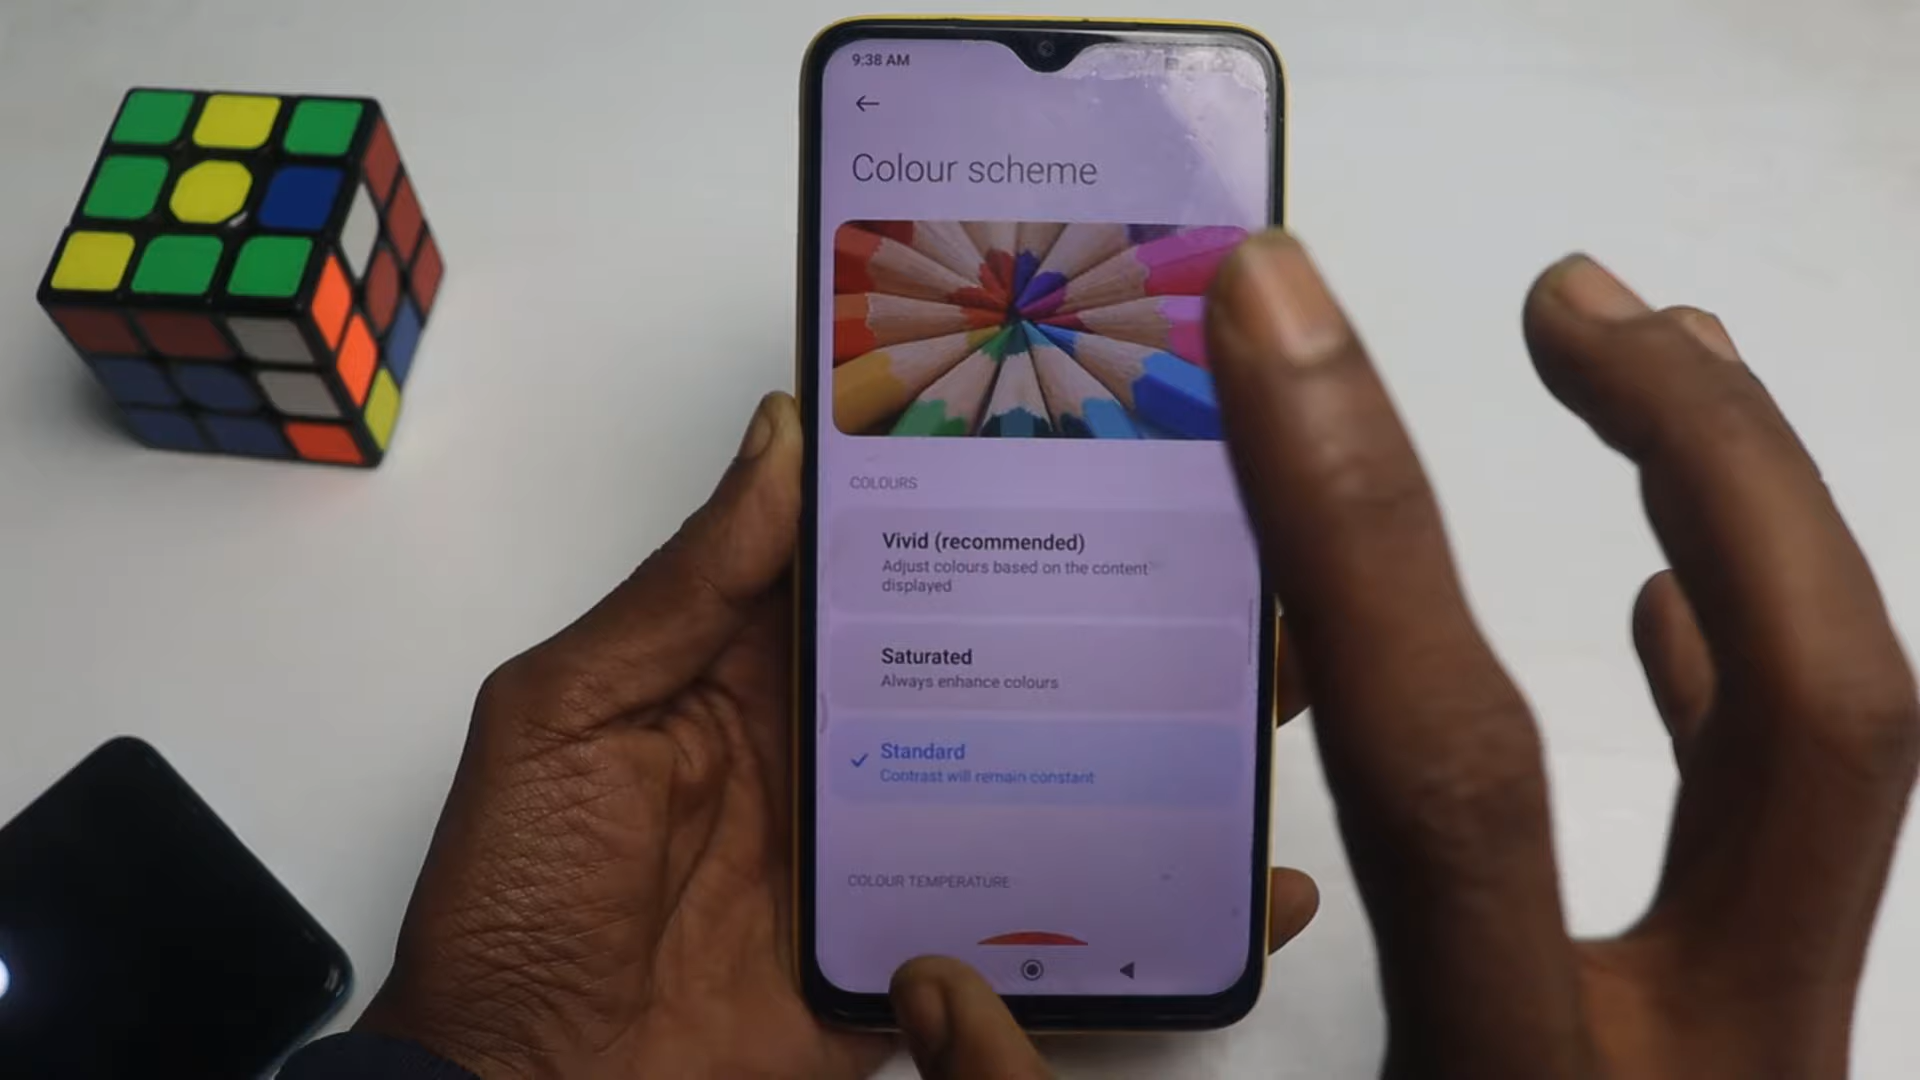 9:38 AM
Colour scheme
COLOURS
Vivid (recommended)
Adjust colours based on the content
displayed
Saturated
Always enhance colours
Standard
Contrast will remain constant
COLOUR TEMPERATURE